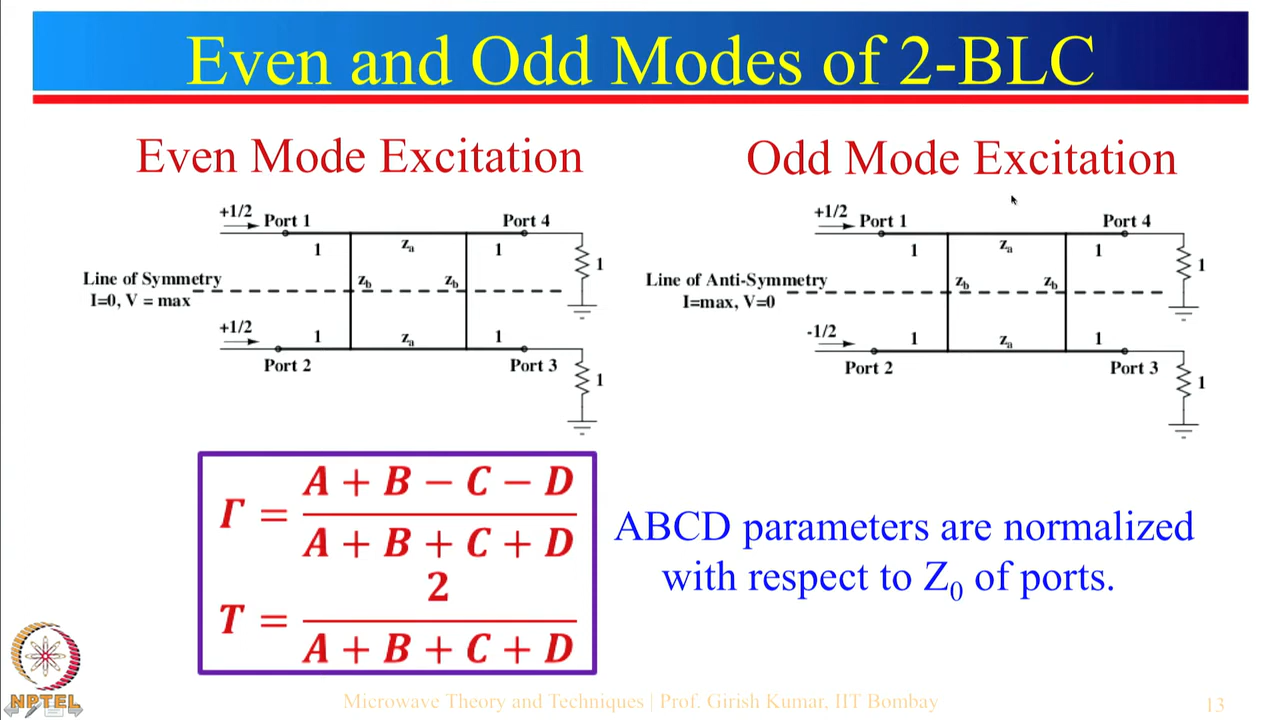 Even and Odd Modes of 2-BLC
Even Mode Excitation
+1/2
Port 1
Port 4
1
Zₐ
1
1
Line of Symmetry
I=0, V = max
Z_b
Z_b
+1/2
1
Zₐ
1
Port 2
Port 3
1
Odd Mode Excitation
+1/2
Port 1
Port 4
1
Zₐ
1
1
Line of Anti-Symmetry
I=max, V=0
Z_b
Z_b
-1/2
1
Zₐ
1
Port 2
Port 3
1
Γ = (A + B − C − D) / (A + B + C + D)
T = 2 / (A + B + C + D)
ABCD parameters are normalized
with respect to Z₀ of ports.
NPTEL
Microwave Theory and Techniques | Prof. Girish Kumar, IIT Bombay
13